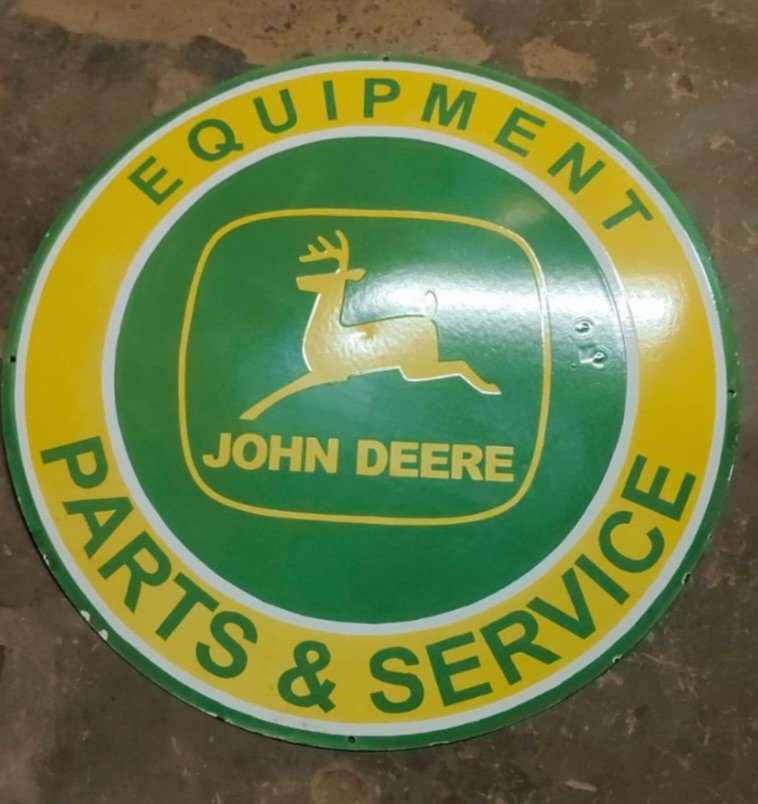 EQUIPMENT
JOHN DEERE
PARTS & SERVICE